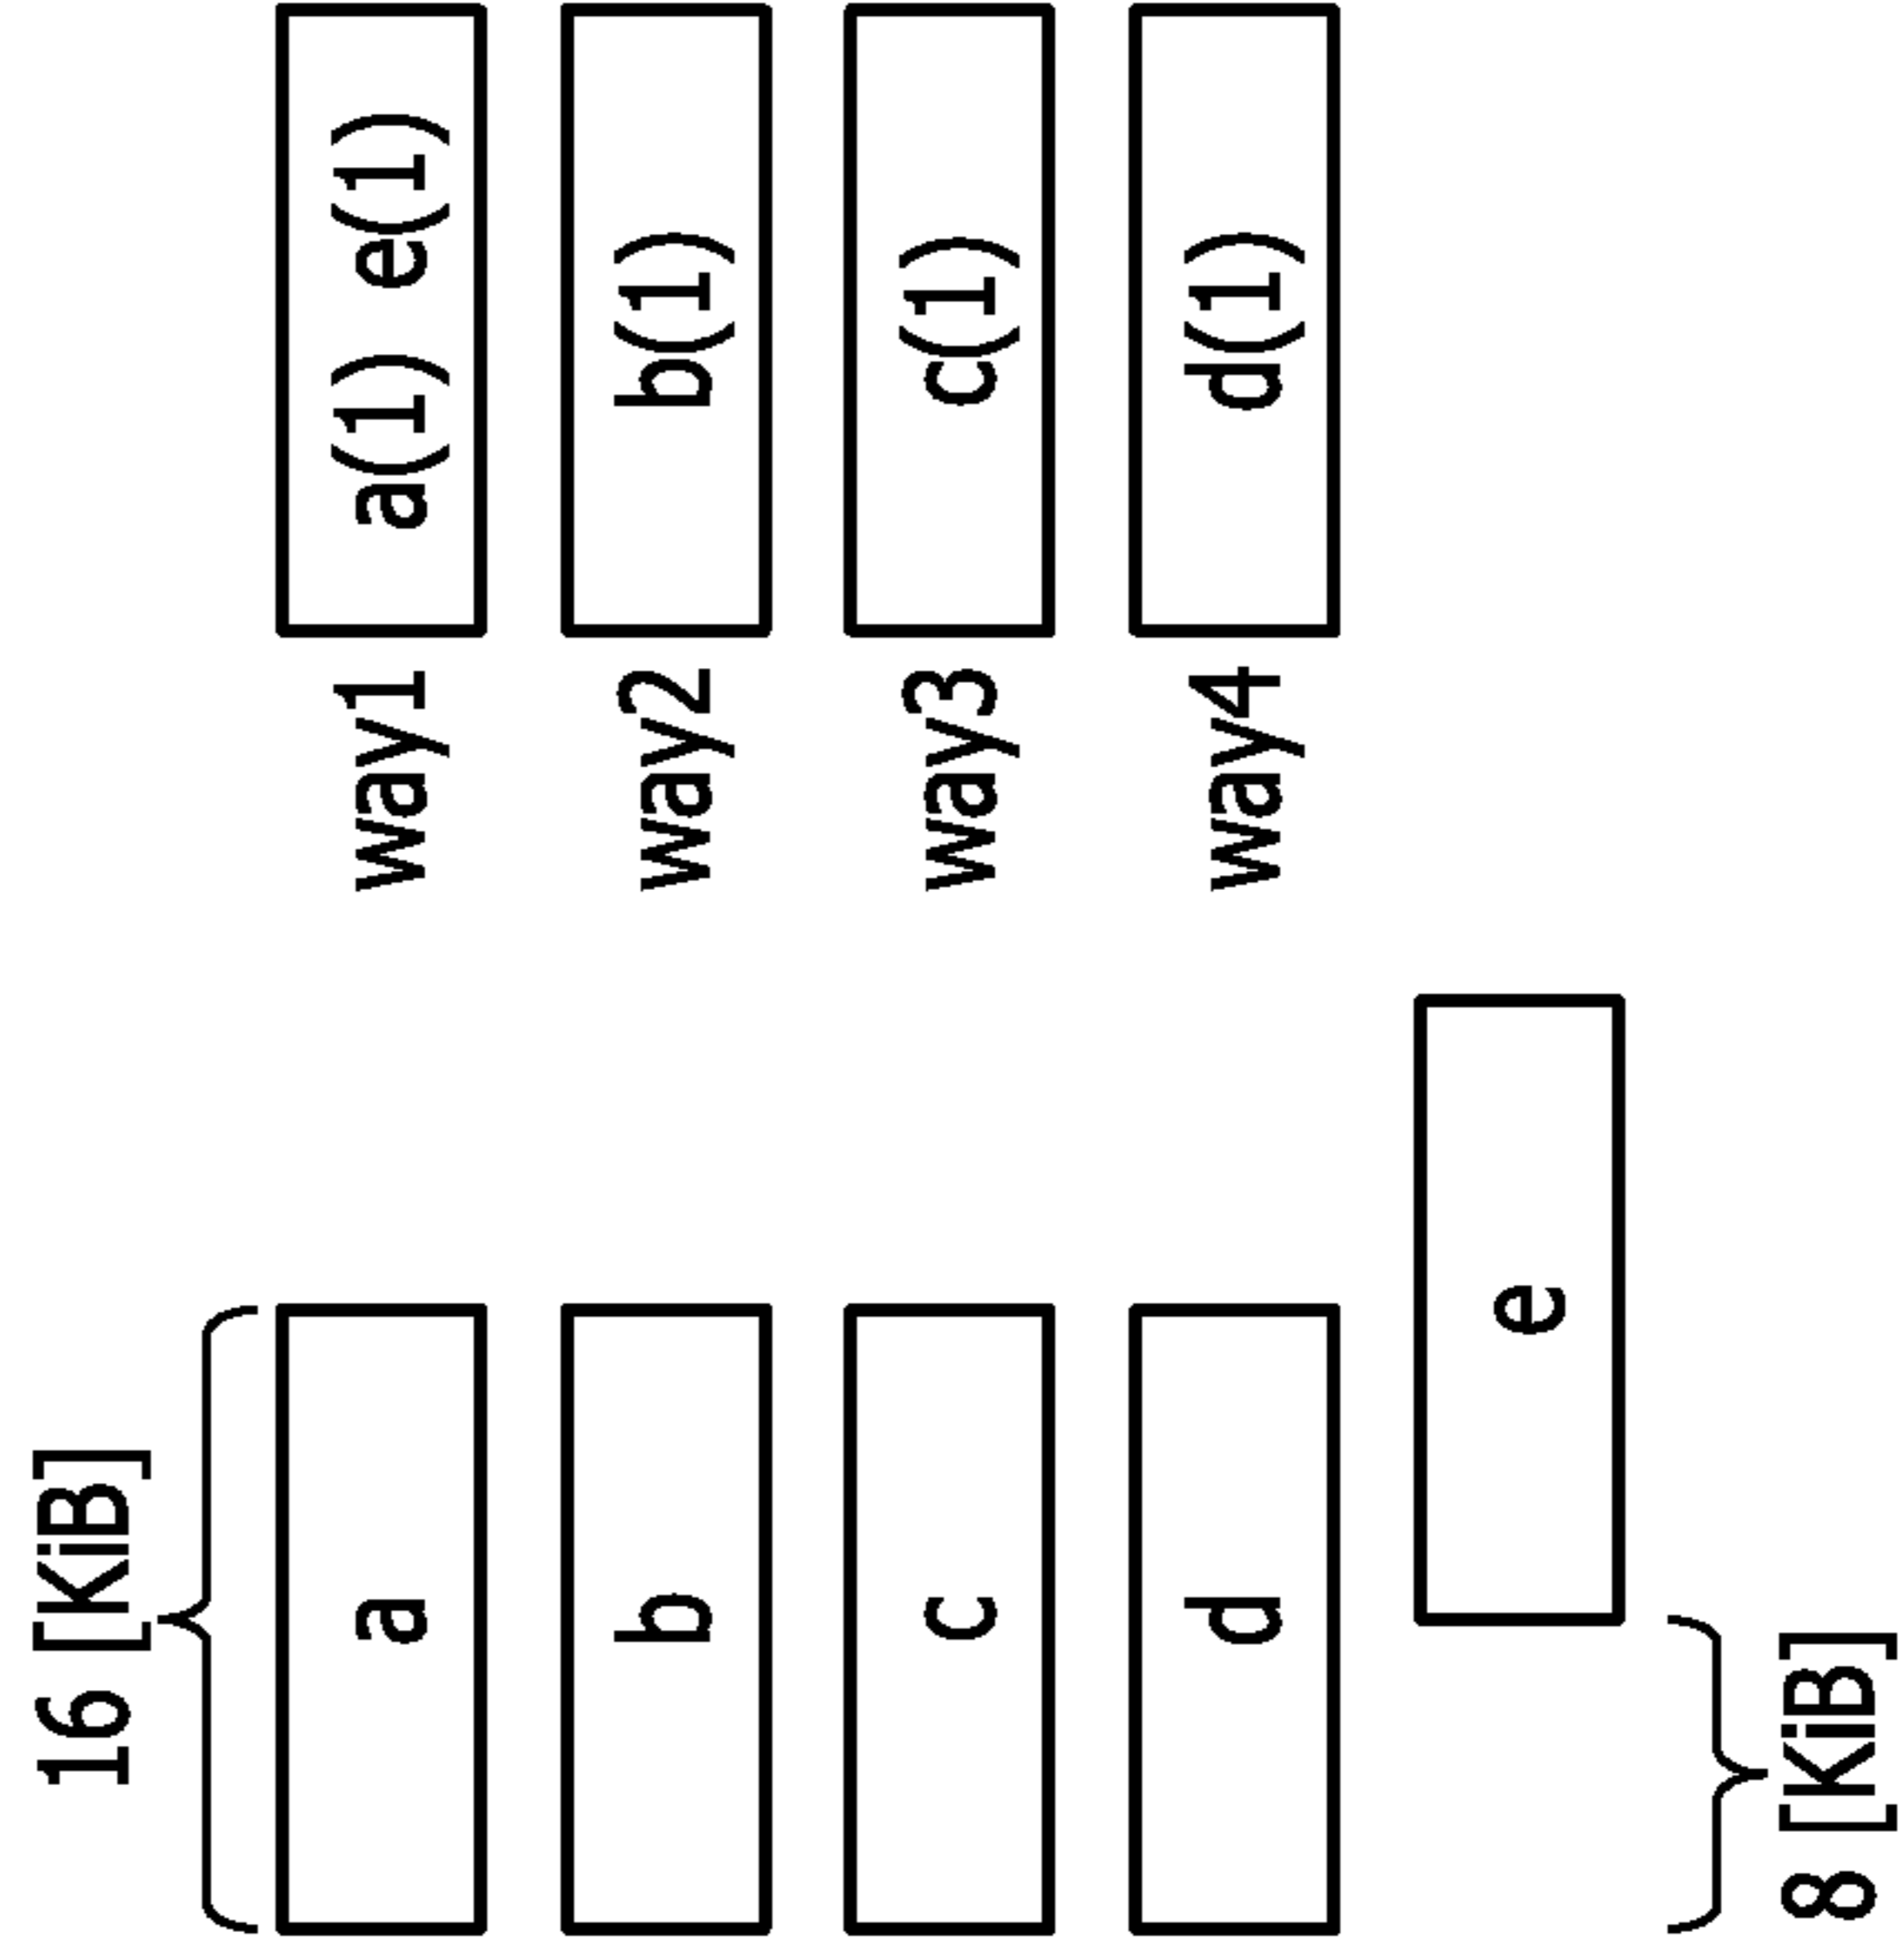 16 [KiB]
a way1 a(1) e(1)
b way2 b(1)
c way3 c(1)
d way4 d(1)
e
8 [KiB]